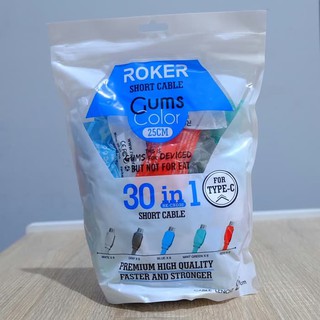 ROKER
SHORT CABLE
Gums
Color
25CM
GUMS for DEVICED
BUT NOT FOR EAT
30 in 1
SHORT CABLE
FOR
TYPE-C
PREMIUM HIGH QUALITY
FASTER AND STRONGER